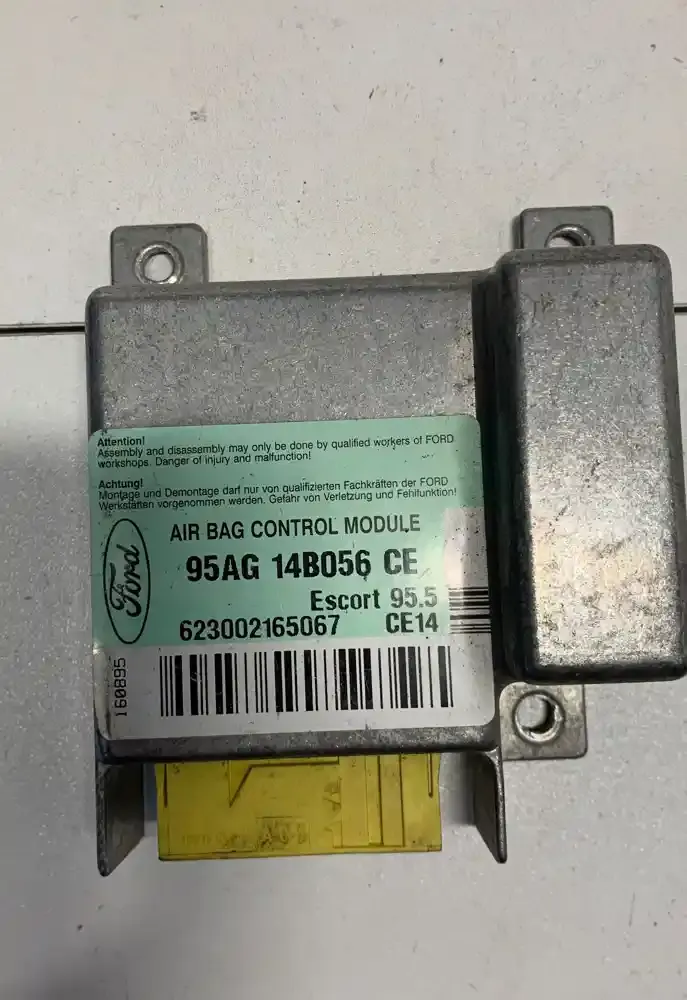 Attention!
Assembly and disassembly may only be done by qualified workers of FORD
workshops. Danger of injury and malfunction!
Achtung!
Montage und Demontage darf nur von qualifizierten Fachkräften der FORD
Werkstätten vorgenommen werden. Gefahr von Verletzung und Fehlfunktion!
AIR BAG CONTROL MODULE
95AG 14B056 CE
Ford
Escort 95.5
623002165067 CE14
160895